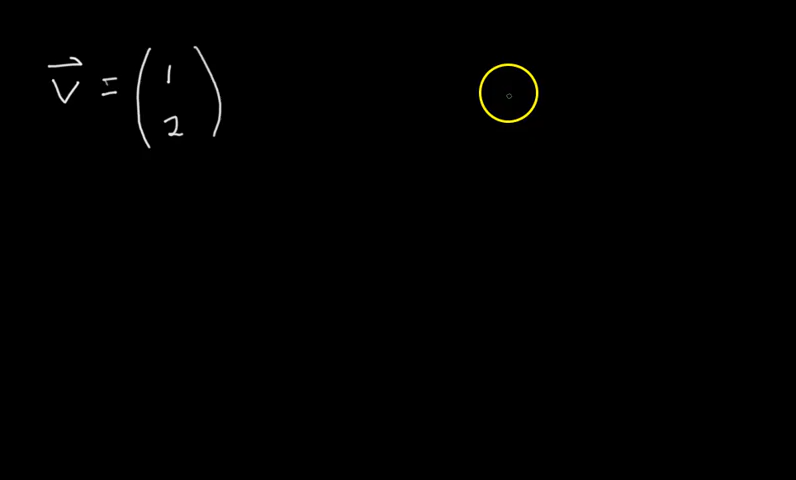 v⃗ = (1
2)